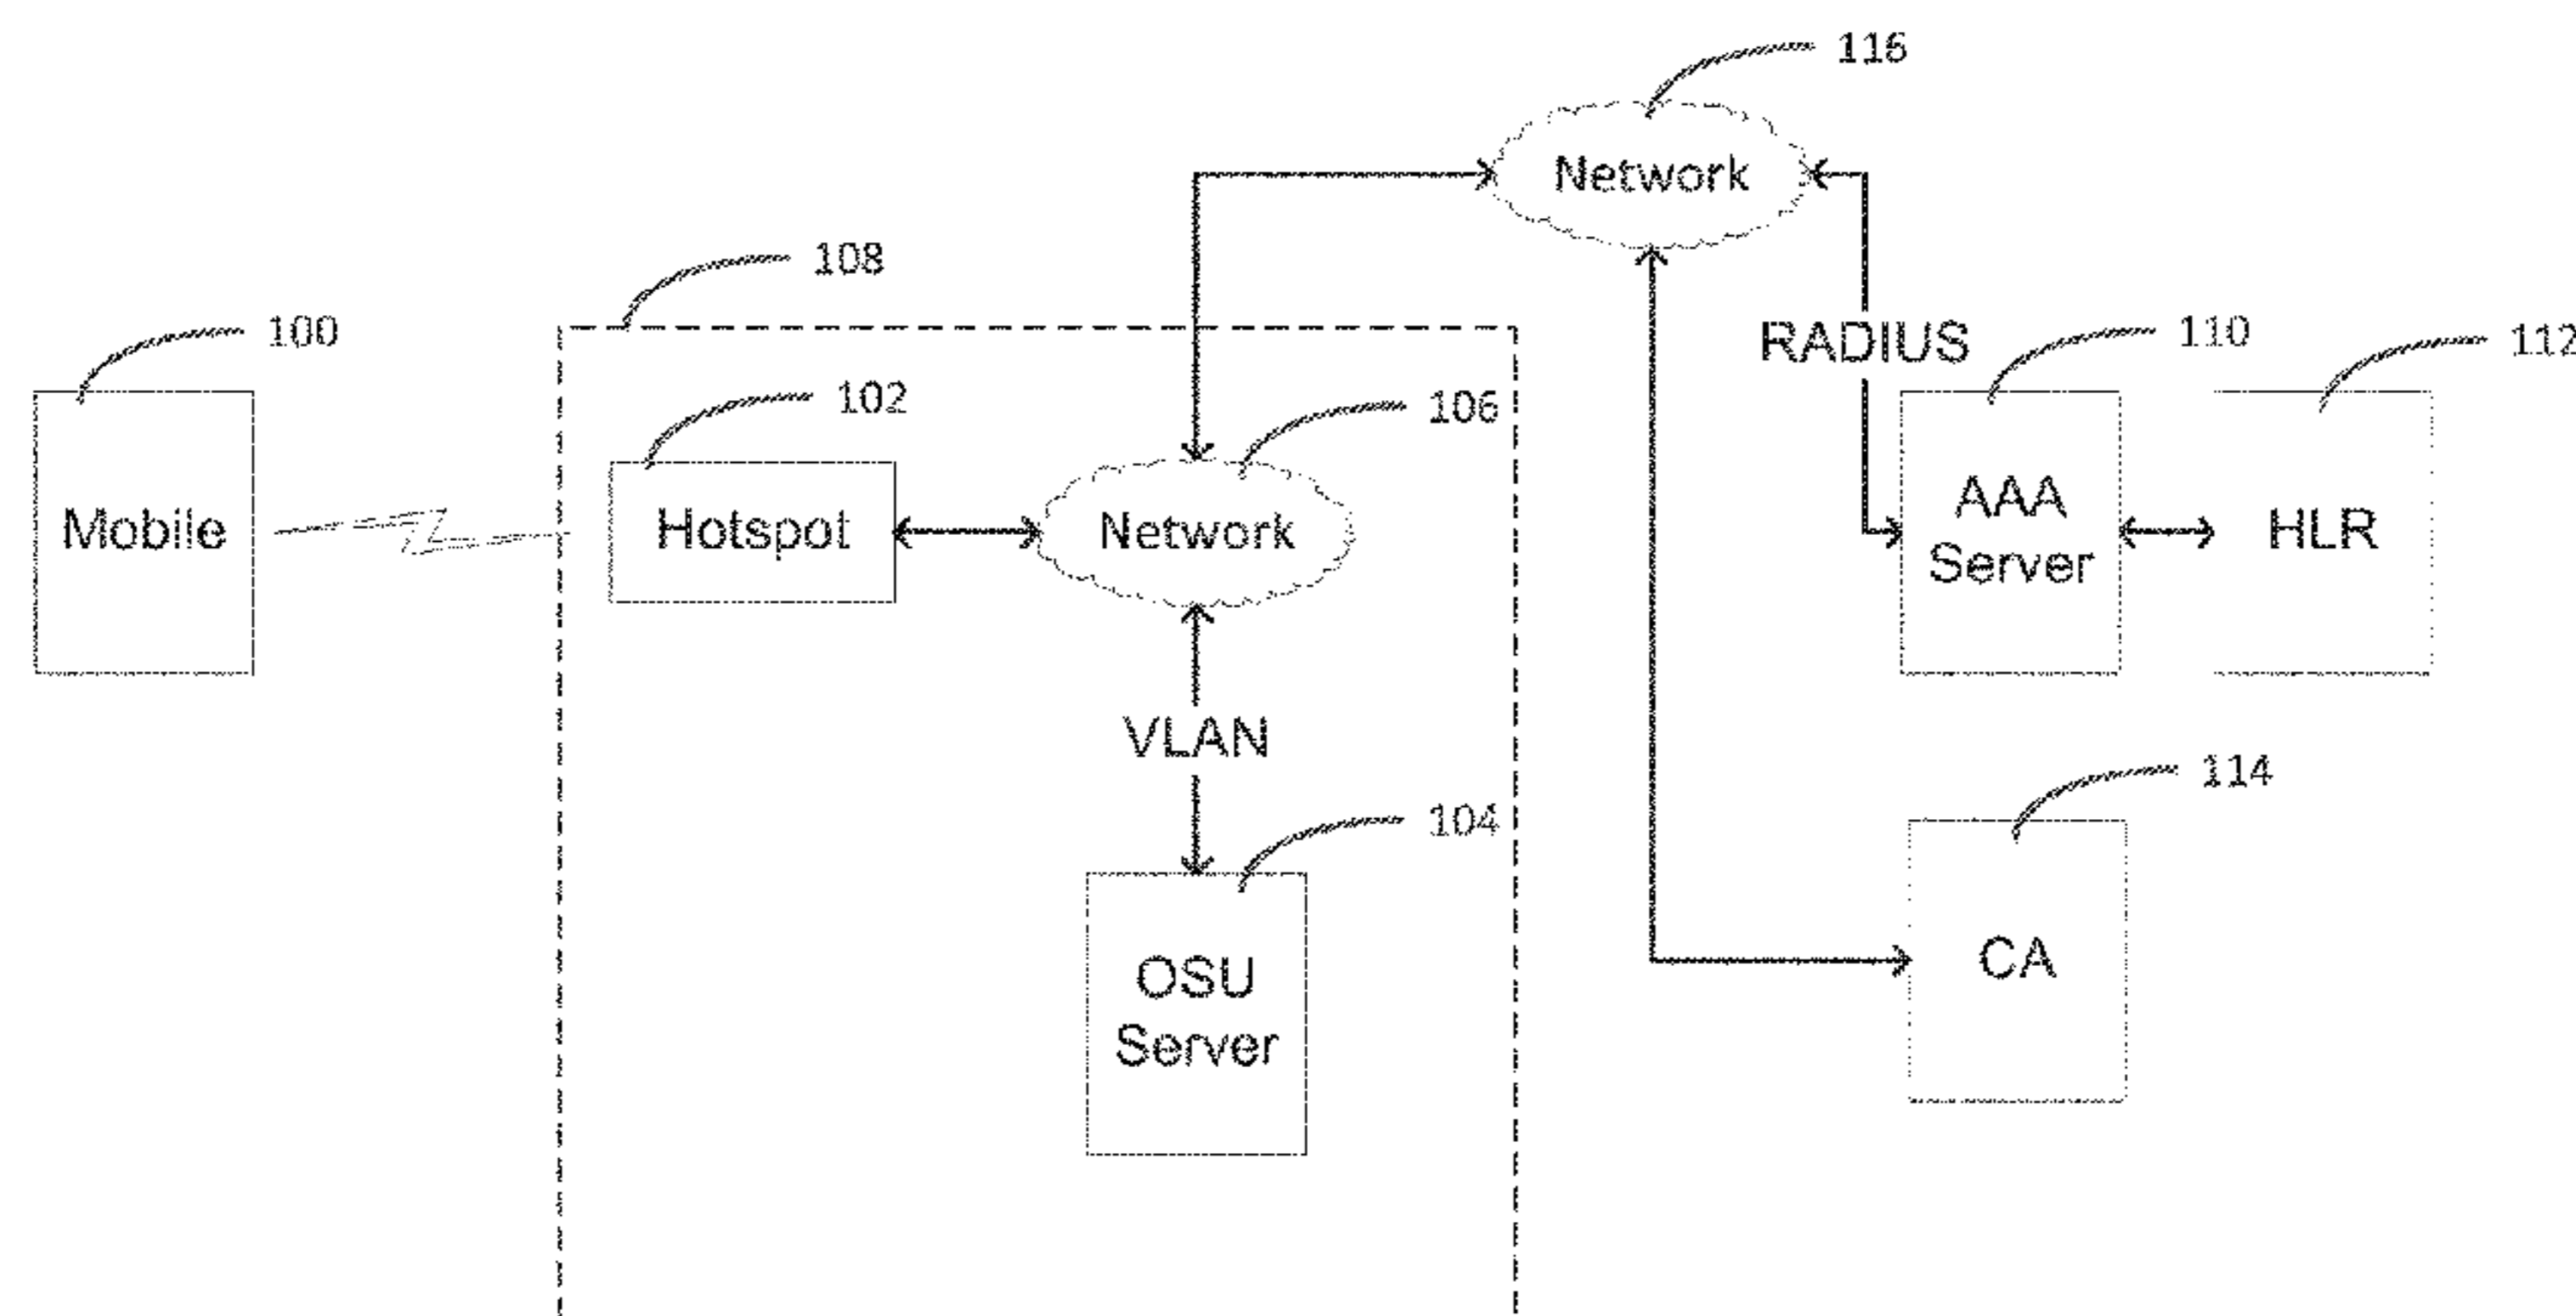 116
Network
108
100
RADIUS
110
112
102
106
Mobile
Hotspot
Network
AAA
Server
HLR
VLAN
104
114
OSU
Server
CA